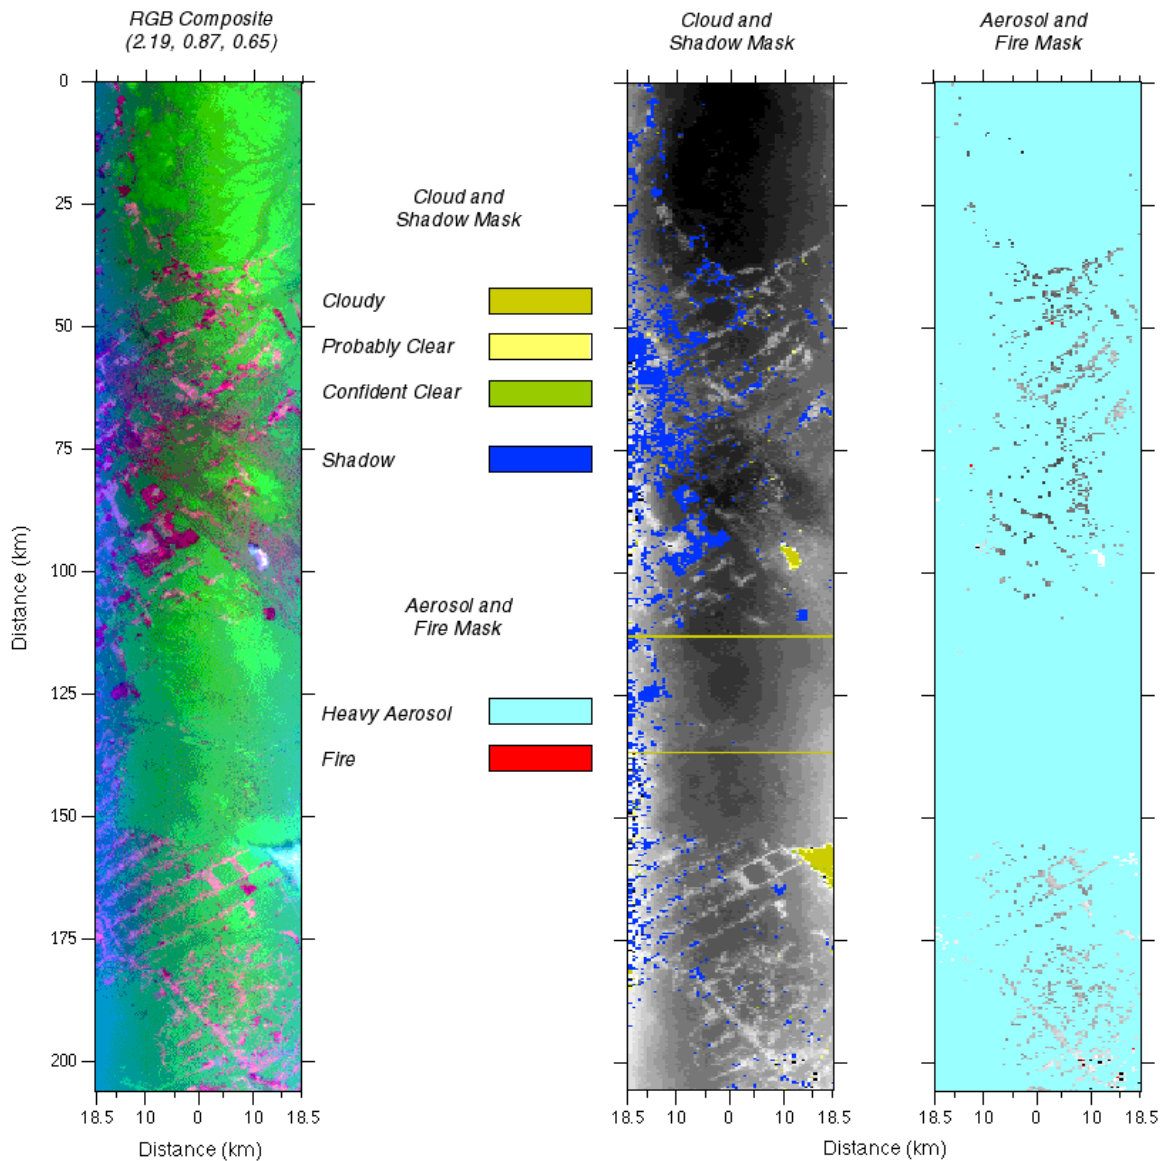 RGB Composite
(2.19, 0.87, 0.65)
Cloud and
Shadow Mask
Aerosol and
Fire Mask
0
25
50
75
100
125
150
175
200
Distance (km)
18.5 10 0 10 18.5
Distance (km)
Cloud and
Shadow Mask
Cloudy
Probably Clear
Confident Clear
Shadow
Aerosol and
Fire Mask
Heavy Aerosol
Fire
18.5 10 0 10 18.5
18.5 10 0 10 18.5
Distance (km)